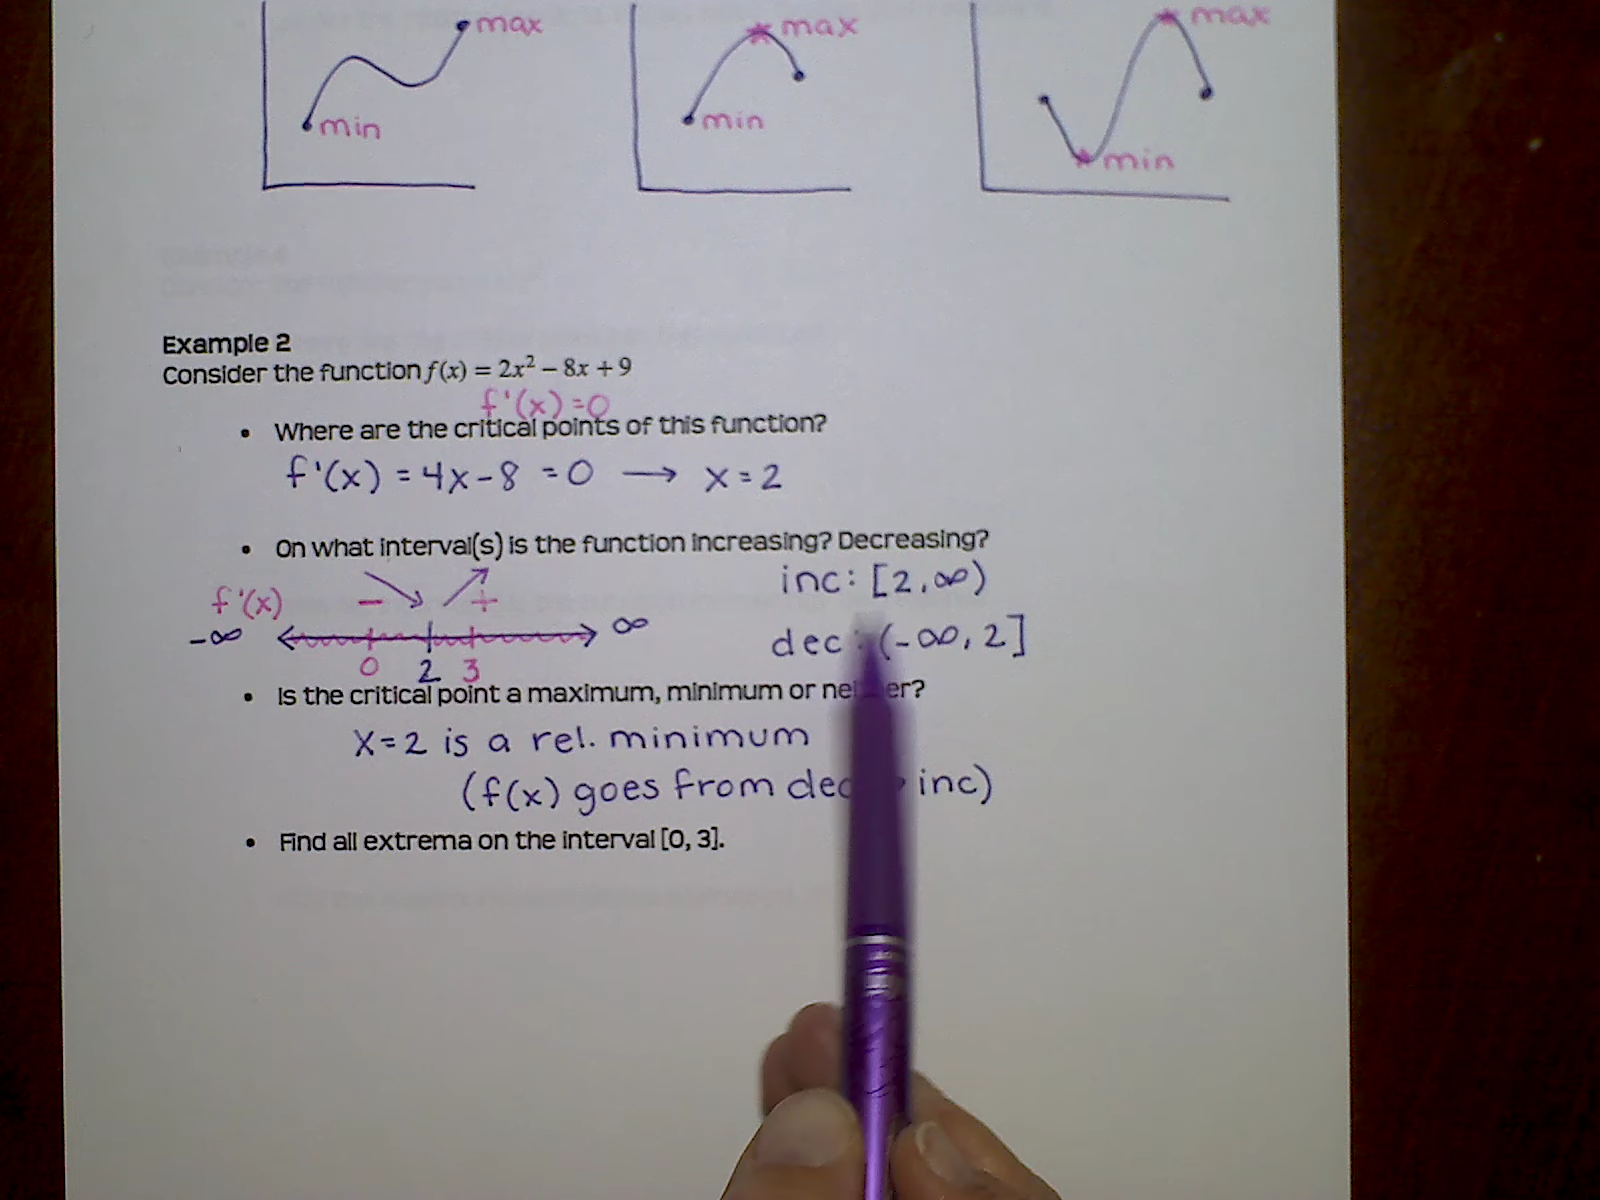 max
max
max
min
min
min
Example 2
Consider the function f(x) = 2x² − 8x + 9
f'(x) = 0
• Where are the critical points of this function?
f'(x) = 4x - 8 = 0 → x = 2
• On what interval(s) is the function increasing? Decreasing?
inc: [2, ∞)
f'(x) − +
-∞ ∞
dec: (-∞, 2]
0 2 3
• Is the critical point a maximum, minimum or er?
x = 2 is a rel. minimum
(f(x) goes from dec inc)
• Find all extrema on the interval [0, 3].